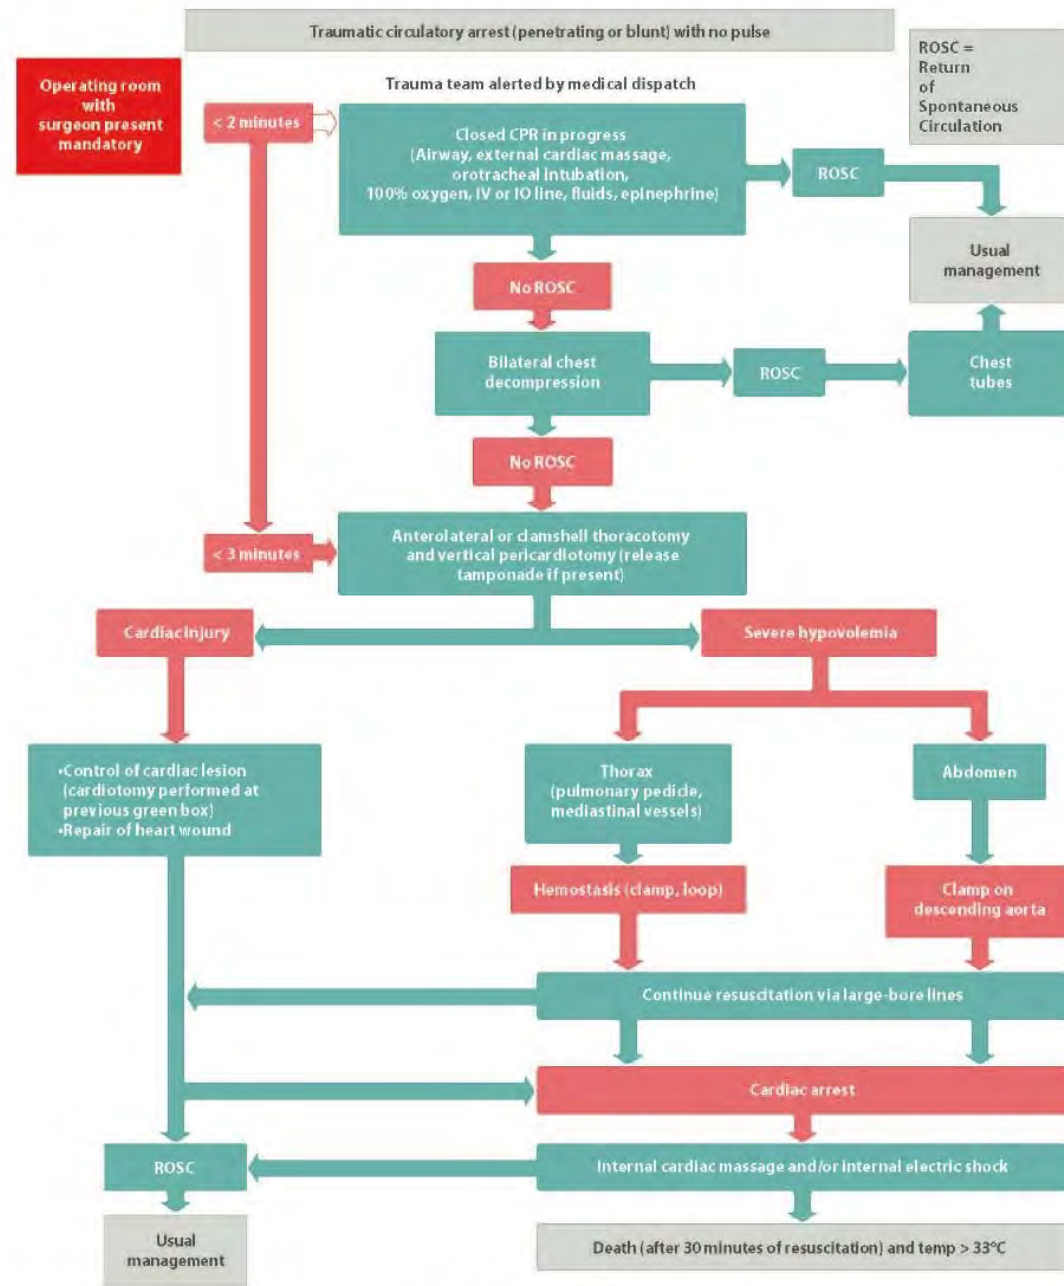 Traumatic circulatory arrest (penetrating or blunt) with no pulse
ROSC =
Return
of
Spontaneous
Circulation
Operating room
with
surgeon present
mandatory
Trauma team alerted by medical dispatch
< 2 minutes
Closed CPR in progress
(Airway, external cardiac massage,
orotracheal intubation,
100% oxygen, IV or IO line, fluids, epinephrine)
ROSC
Usual
management
No ROSC
Bilateral chest
decompression
ROSC
Chest
tubes
No ROSC
< 3 minutes
Anterolateral or clamshell thoracotomy
and vertical pericardiotomy (release
tamponade if present)
Cardiac injury
Severe hypovolemia
•Control of cardiac lesion
(cardiotomy performed at
previous green box)
•Repair of heart wound
Thorax
(pulmonary pedicle,
mediastinal vessels)
Abdomen
Hemostasis (clamp, loop)
Clamp on
descending aorta
Continue resuscitation via large-bore lines
Cardiac arrest
ROSC
Internal cardiac massage and/or internal electric shock
Usual
management
Death (after 30 minutes of resuscitation) and temp > 33°C